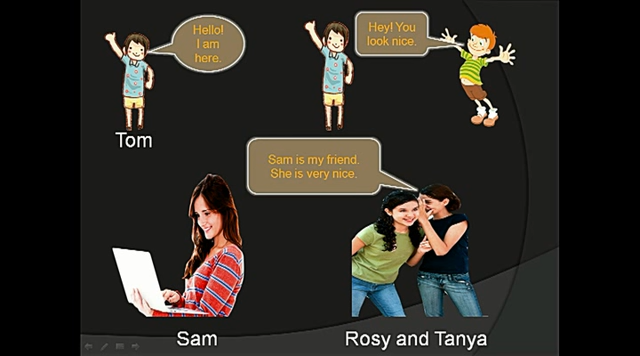 Hello!
I am
here.
Hey! You
look nice.
Tom
Sam is my friend.
She is very nice.
Sam
Rosy and Tanya